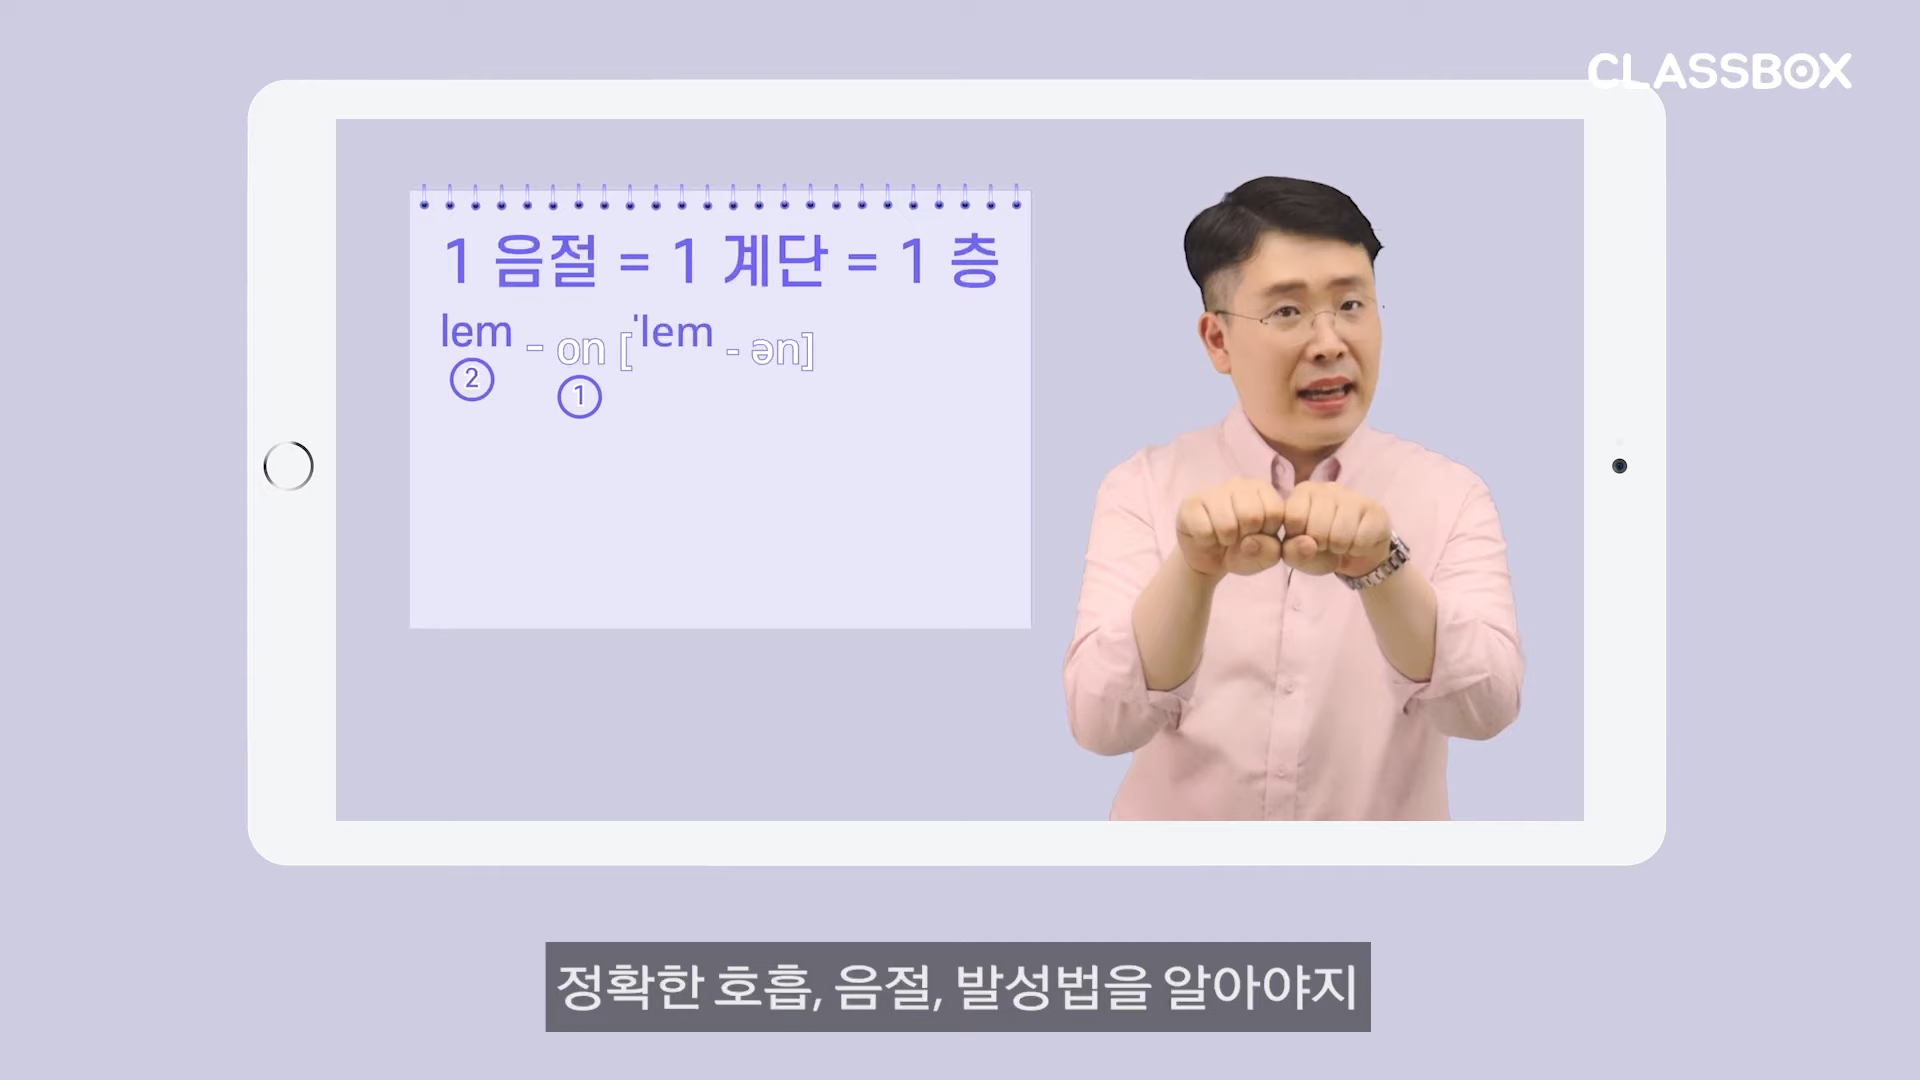 CLASSBOX
1 음절 = 1 계단 = 1 층
lem - on [ˈlem - ən]
② ①
정확한 호흡, 음절, 발성법을 알아야지